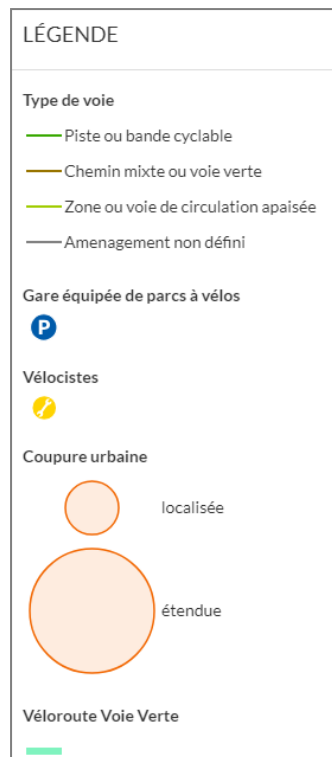 LÉGENDE
Type de voie
Piste ou bande cyclable
Chemin mixte ou voie verte
Zone ou voie de circulation apaisée
Amenagement non défini
Gare équipée de parcs à vélos
P
Vélocistes
Coupure urbaine
localisée
étendue
Véloroute Voie Verte